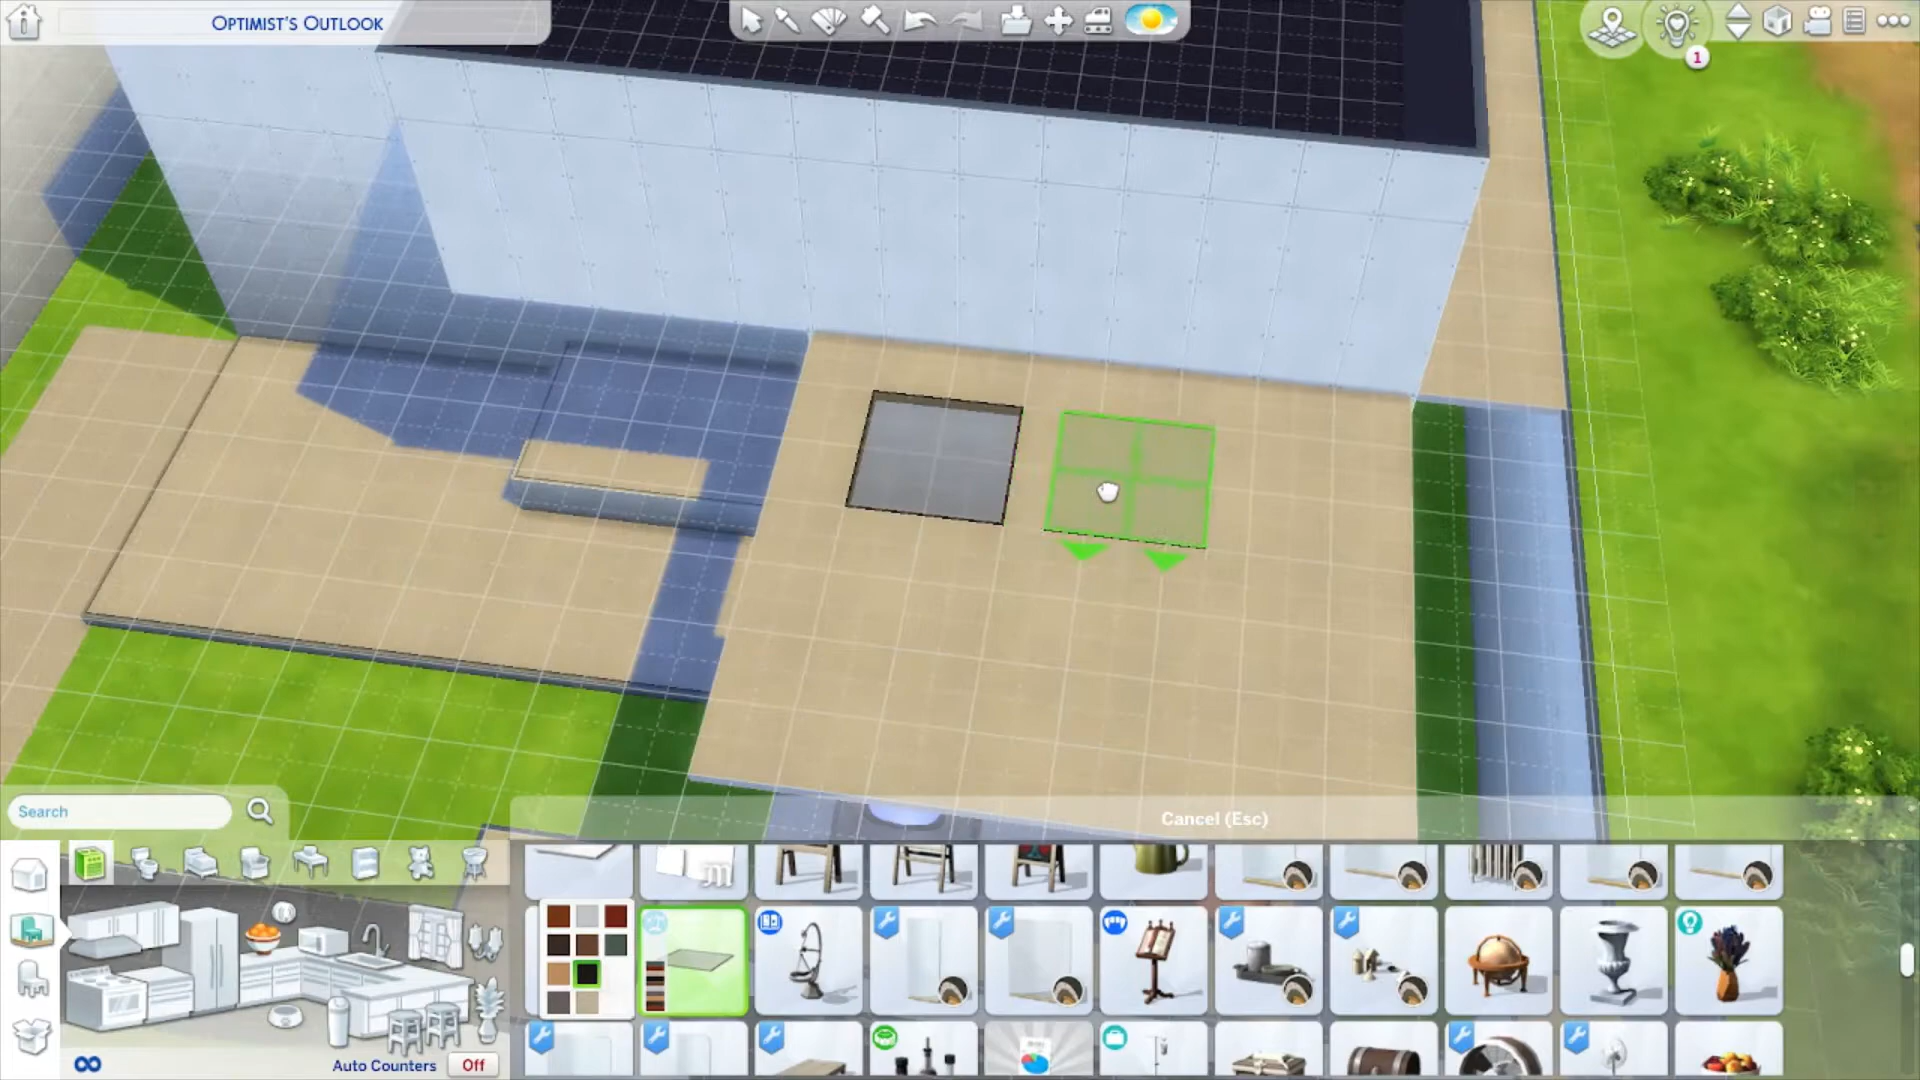 OPTIMIST'S OUTLOOK
1
Cancel (Esc)
Search
Auto Counters Off